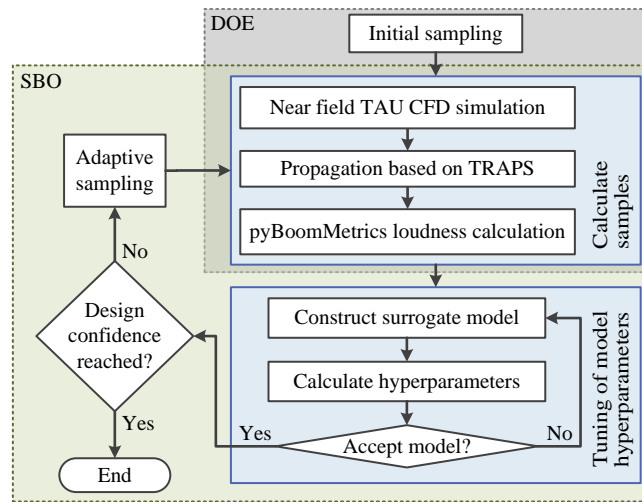 DOE
Initial sampling
SBO
Near field TAU CFD simulation
Adaptive
sampling
Propagation based on TRAPS
pyBoomMetrics loudness calculation
Calculate
samples
No
Design
confidence
reached?
Construct surrogate model
Calculate hyperparameters
Tuning of model
hyperparameters
Yes
Yes
Accept model?
No
End